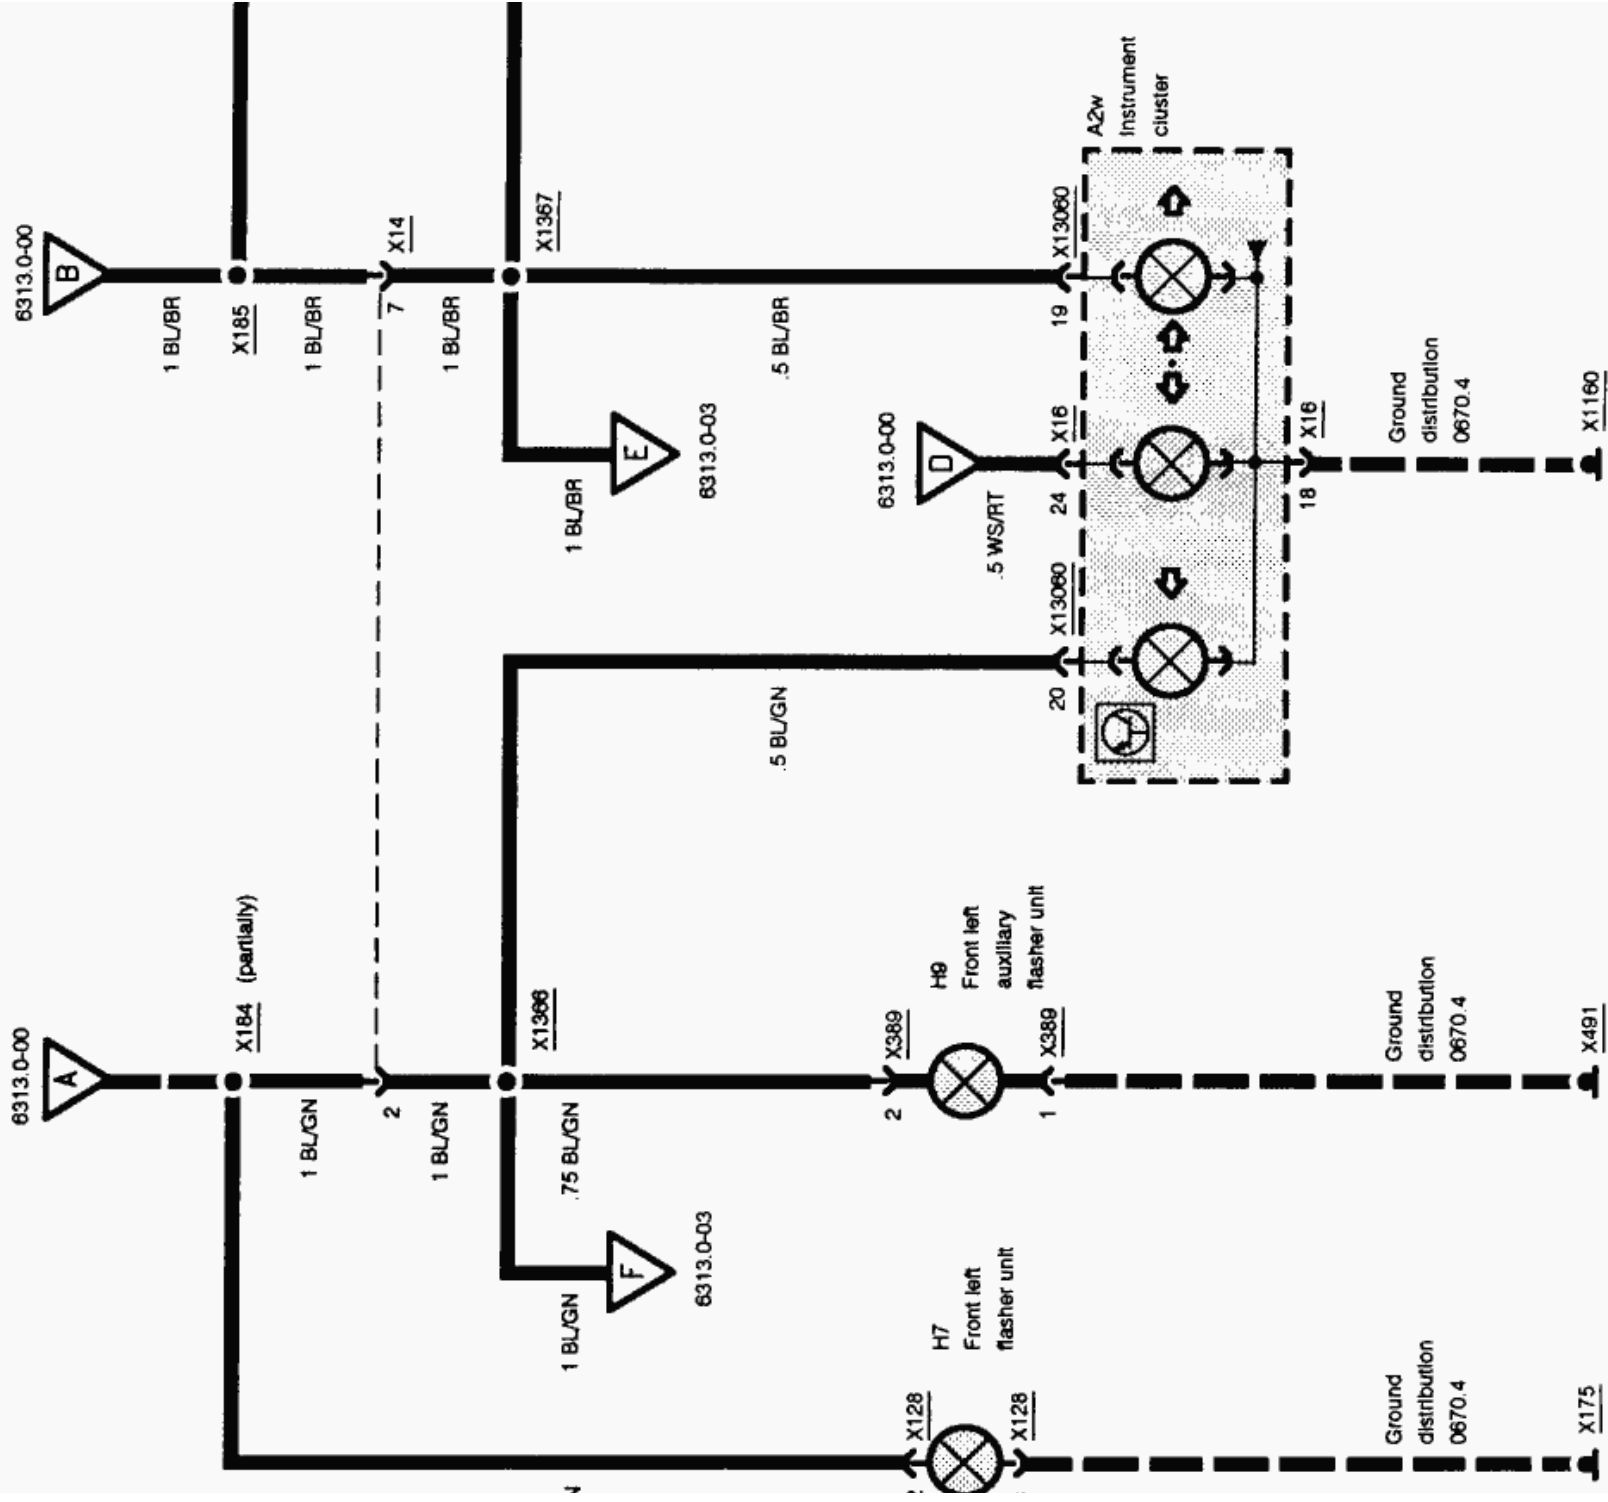 6313.0-00
B
1 BL/BR
X185
1 BL/BR
X14
7
1 BL/BR
X1367
1 BL/BR
E
6313.0-03
.5 BL/BR
X13060
19
A2w
Instrument
cluster
6313.0-00
D
.5 WS/RT
X16
24
X16
18
Ground
distribution
0670.4
X1160
X13060
20
.5 BL/GN
6313.0-00
A
X184 (partially)
1 BL/GN
2
1 BL/GN
X1366
.75 BL/GN
1 BL/GN
F
6313.0-03
X389
2
H9
Front left
auxiliary
flasher unit
X389
1
Ground
distribution
0670.4
X491
H7
Front left
flasher unit
X128
X128
Ground
distribution
0670.4
X175